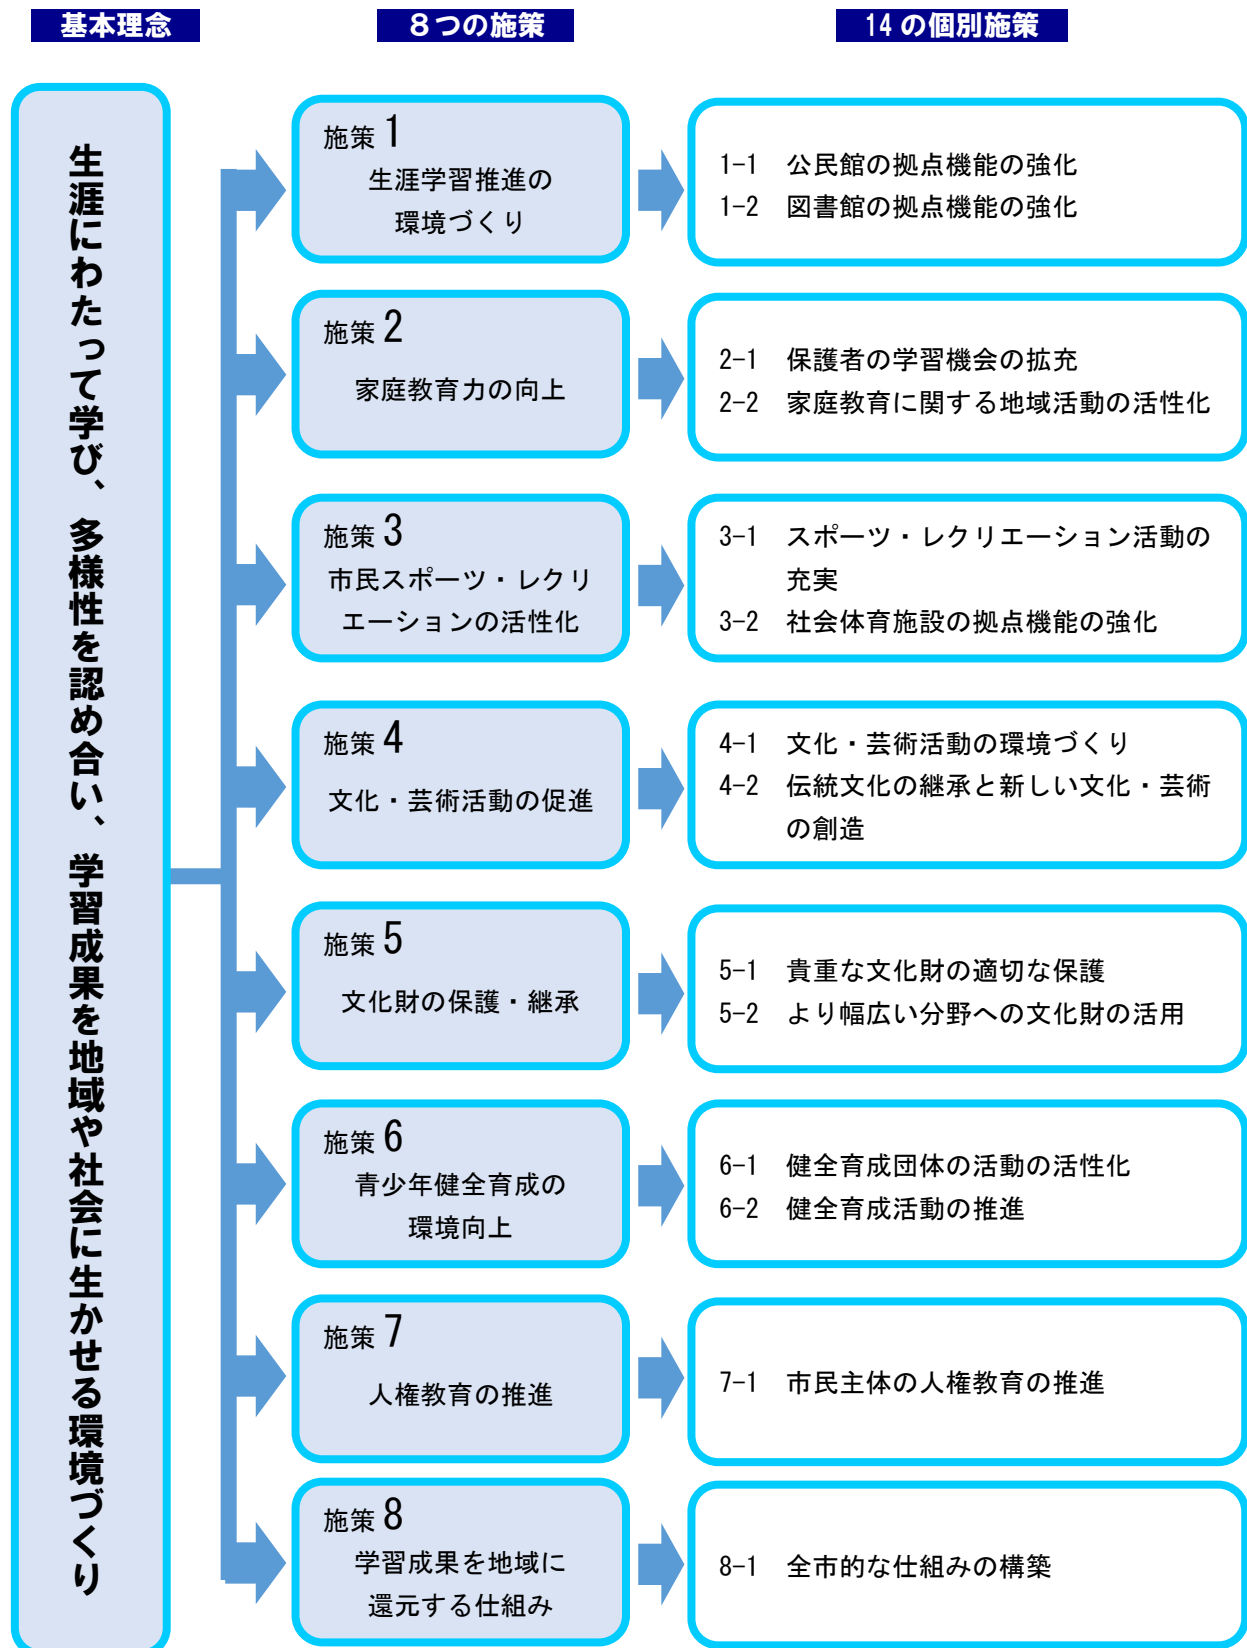 基本理念
８つの施策
14の個別施策
生涯にわたって学び、多様性を認め合い、学習成果を地域や社会に生かせる環境づくり
施策 1
生涯学習推進の
環境づくり
1-1 公民館の拠点機能の強化
1-2 図書館の拠点機能の強化
施策 2
家庭教育力の向上
2-1 保護者の学習機会の拡充
2-2 家庭教育に関する地域活動の活性化
施策 3
市民スポーツ・レクリ
エーションの活性化
3-1 スポーツ・レクリエーション活動の
充実
3-2 社会体育施設の拠点機能の強化
施策 4
文化・芸術活動の促進
4-1 文化・芸術活動の環境づくり
4-2 伝統文化の継承と新しい文化・芸術
の創造
施策 5
文化財の保護・継承
5-1 貴重な文化財の適切な保護
5-2 より幅広い分野への文化財の活用
施策 6
青少年健全育成の
環境向上
6-1 健全育成団体の活動の活性化
6-2 健全育成活動の推進
施策 7
人権教育の推進
7-1 市民主体の人権教育の推進
施策 8
学習成果を地域に
還元する仕組み
8-1 全市的な仕組みの構築